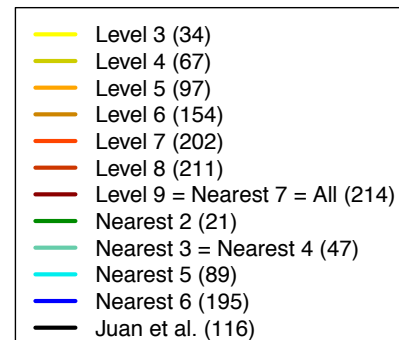 Level 3 (34)
Level 4 (67)
Level 5 (97)
Level 6 (154)
Level 7 (202)
Level 8 (211)
Level 9 = Nearest 7 = All (214)
Nearest 2 (21)
Nearest 3 = Nearest 4 (47)
Nearest 5 (89)
Nearest 6 (195)
Juan et al. (116)